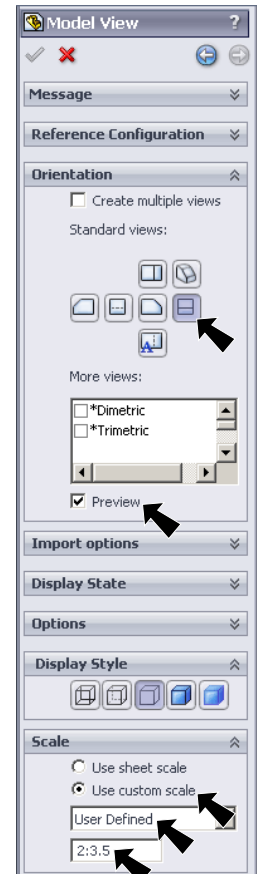 Model View ?
Message
Reference Configuration
Orientation
Create multiple views
Standard views:
A
More views:
*Dimetric
*Trimetric
Preview
Import options
Display State
Options
Display Style
Scale
Use sheet scale
Use custom scale
User Defined
2:3.5